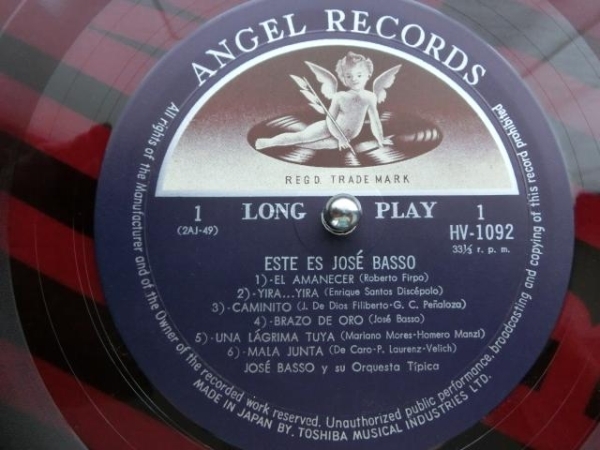 ANGEL RECORDS
REGD. TRADE MARK
1 LONG PLAY 1
(2AJ-49) HV-1092
33⅓ r. p. m.
ESTE ES JOSÉ BASSO
1)-EL AMANECER (Roberto Firpo)
2)-YIRA...YIRA (Enrique Santos Discépolo)
3)-CAMINITO (J. De Dios Filiberto-G. C. Peñaloza)
4)-BRAZO DE ORO (José Basso)
5)-UNA LÁGRIMA TUYA (Mariano Mores-Homero Manzi)
6)-MALA JUNTA (De Caro-P. Laurenz-Velich)
JOSÉ BASSO y su Orquesta Típica
All rights of the Manufacturer and of the Owner of the recorded work reserved. Unauthorized public performance, broadcasting and copying of this record prohibited
MADE IN JAPAN BY. TOSHIBA MUSICAL INDUSTRIES LTD.